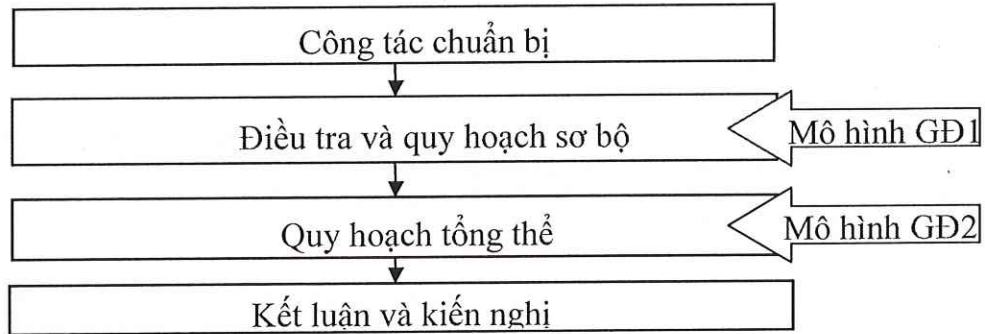 Công tác chuẩn bị
Điều tra và quy hoạch sơ bộ
Mô hình GĐ1
Quy hoạch tổng thể
Mô hình GĐ2
Kết luận và kiến nghị